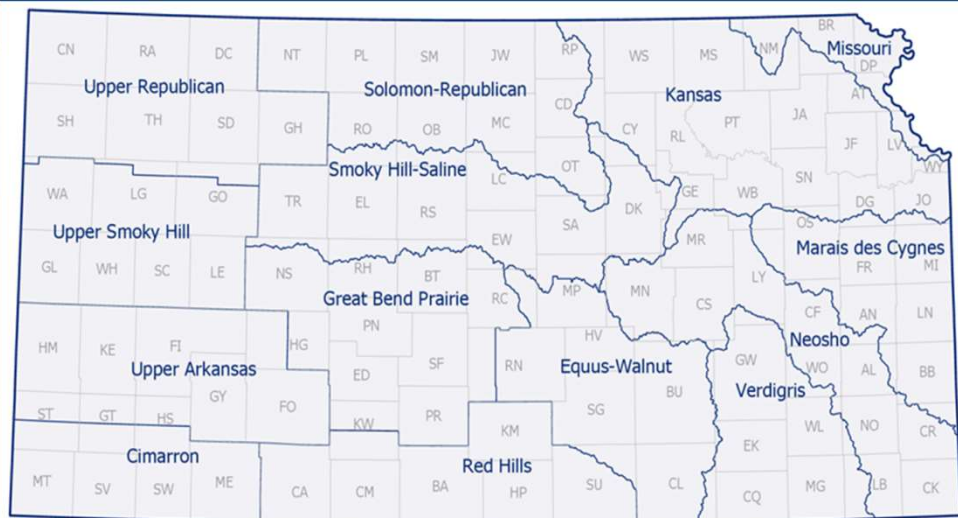 BR
CN RA DC NT PL SM JW RP WS MS NM Missouri
DP
Upper Republican Solomon-Republican Kansas AT
CD
SH TH SD GH RO OB MC CY RL PT JA
JF LV
Smoky Hill-Saline OT WY
LC SN
WA LG GO TR EL RS GE WB DG JO
SA DK OS
Upper Smoky Hill EW MR Marais des Cygnes
GL WH SC LE NS RH BT LY FR MI
Great Bend Prairie RC MP MN CS
PN CF AN LN
HM KE FI HG HV Neosho
Upper Arkansas ED SF RN Equus-Walnut GW WO AL BB
GY FO BU Verdigris
ST GT HS KW PR SG
KM WL NO CR
Cimarron Red Hills EK
MT SV SW ME CA CM BA HP SU CL CQ MG LB CK